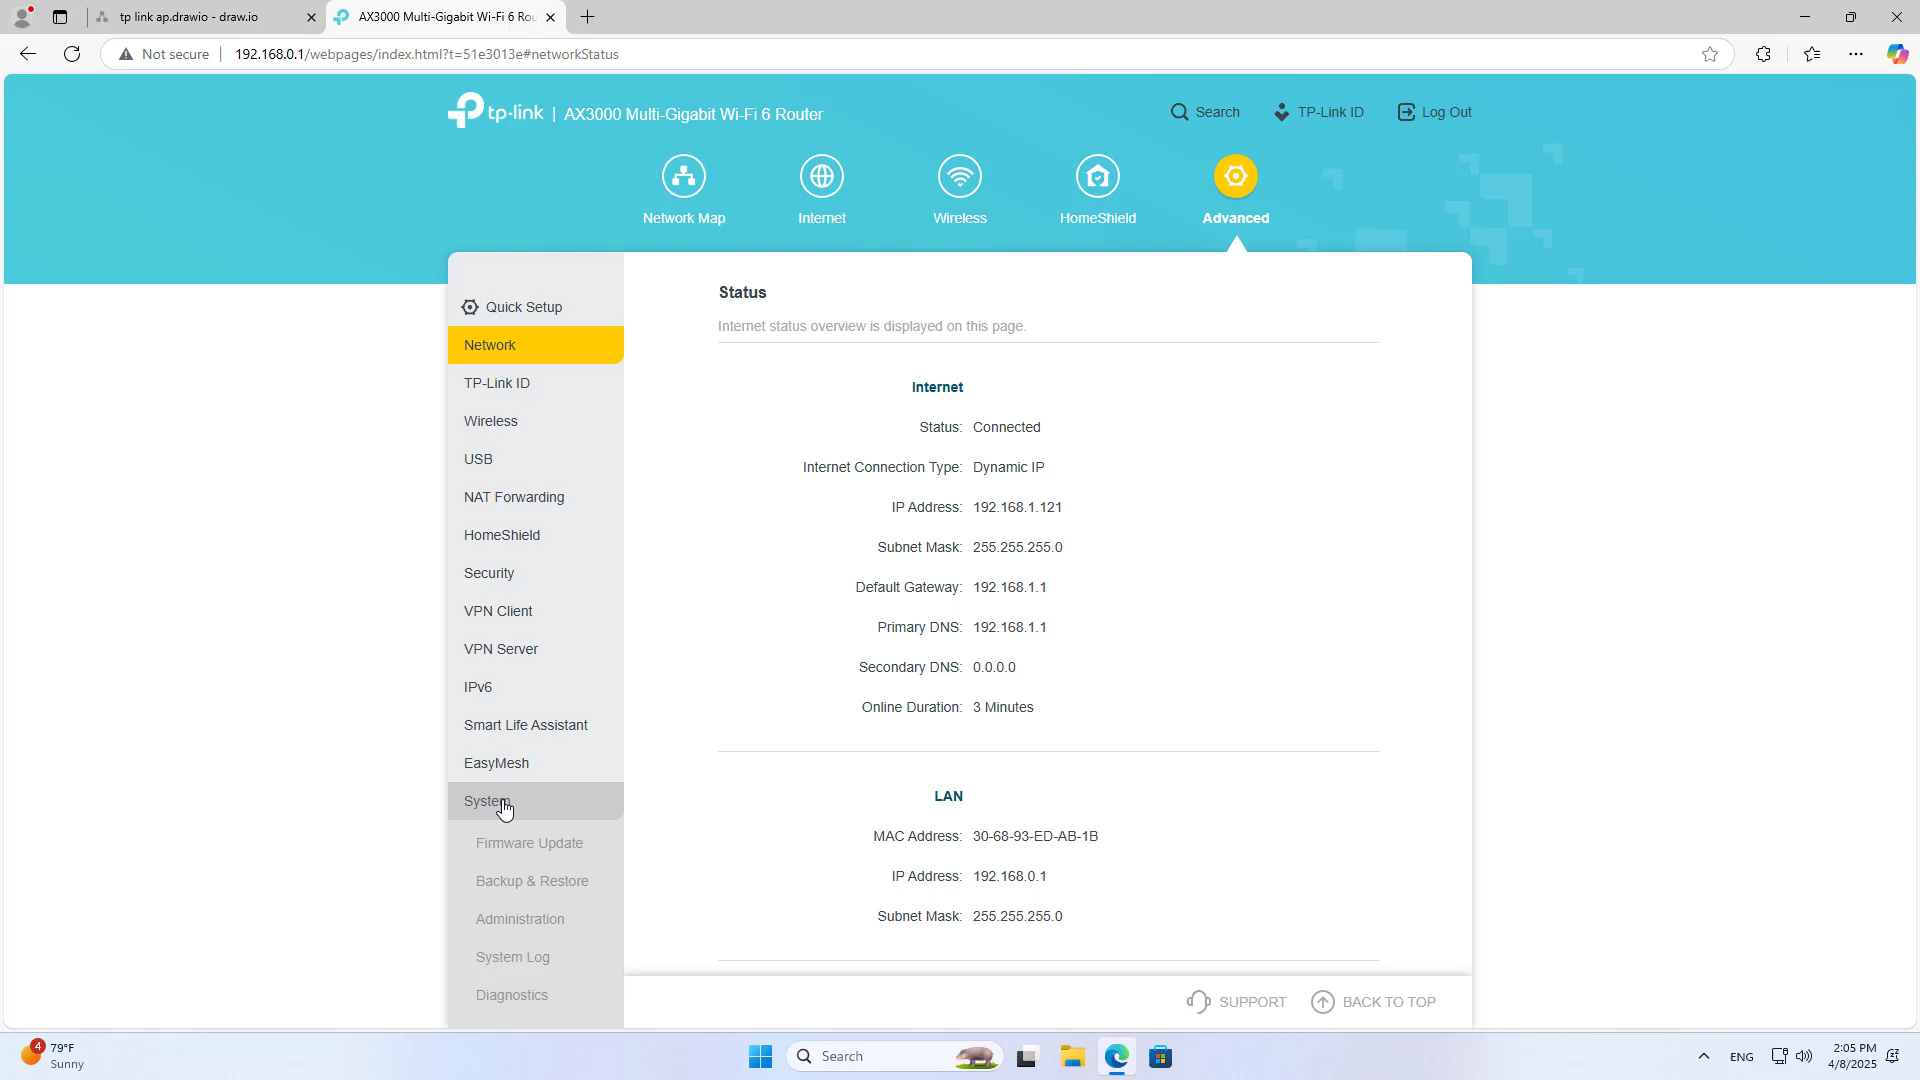 tp link ap.drawio - draw.io
AX3000 Multi-Gigabit Wi-Fi 6 Rou
Not secure
192.168.0.1/webpages/index.html?t=51e3013e#networkStatus
tp-link | AX3000 Multi-Gigabit Wi-Fi 6 Router
Search
TP-Link ID
Log Out
Network Map
Internet
Wireless
HomeShield
Advanced
Quick Setup
Network
TP-Link ID
Wireless
USB
NAT Forwarding
HomeShield
Security
VPN Client
VPN Server
IPv6
Smart Life Assistant
EasyMesh
System
Firmware Update
Backup & Restore
Administration
System Log
Diagnostics
Status
Internet status overview is displayed on this page.
Internet
Status: Connected
Internet Connection Type: Dynamic IP
IP Address: 192.168.1.121
Subnet Mask: 255.255.255.0
Default Gateway: 192.168.1.1
Primary DNS: 192.168.1.1
Secondary DNS: 0.0.0.0
Online Duration: 3 Minutes
LAN
MAC Address: 30-68-93-ED-AB-1B
IP Address: 192.168.0.1
Subnet Mask: 255.255.255.0
SUPPORT
BACK TO TOP
4
79°F
Sunny
Search
ENG
2:05 PM
4/8/2025